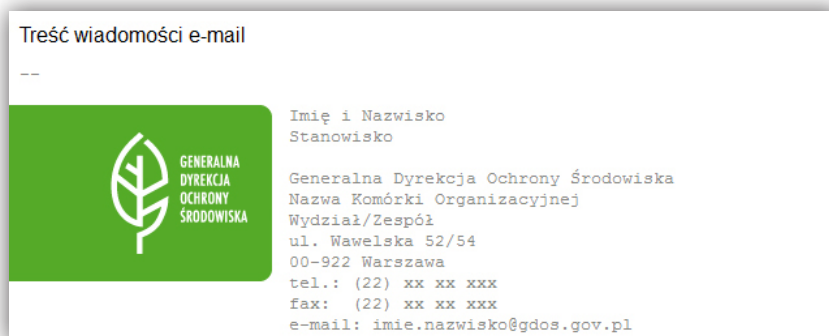 Treść wiadomości e-mail
--
GENERALNA
DYREKCJA
OCHRONY
ŚRODOWISKA
Imię i Nazwisko
Stanowisko
Generalna Dyrekcja Ochrony Środowiska
Nazwa Komórki Organizacyjnej
Wydział/Zespół
ul. Wawelska 52/54
00-922 Warszawa
tel.: (22) xx xx xxx
fax: (22) xx xx xxx
e-mail: imie.nazwisko@gdos.gov.pl